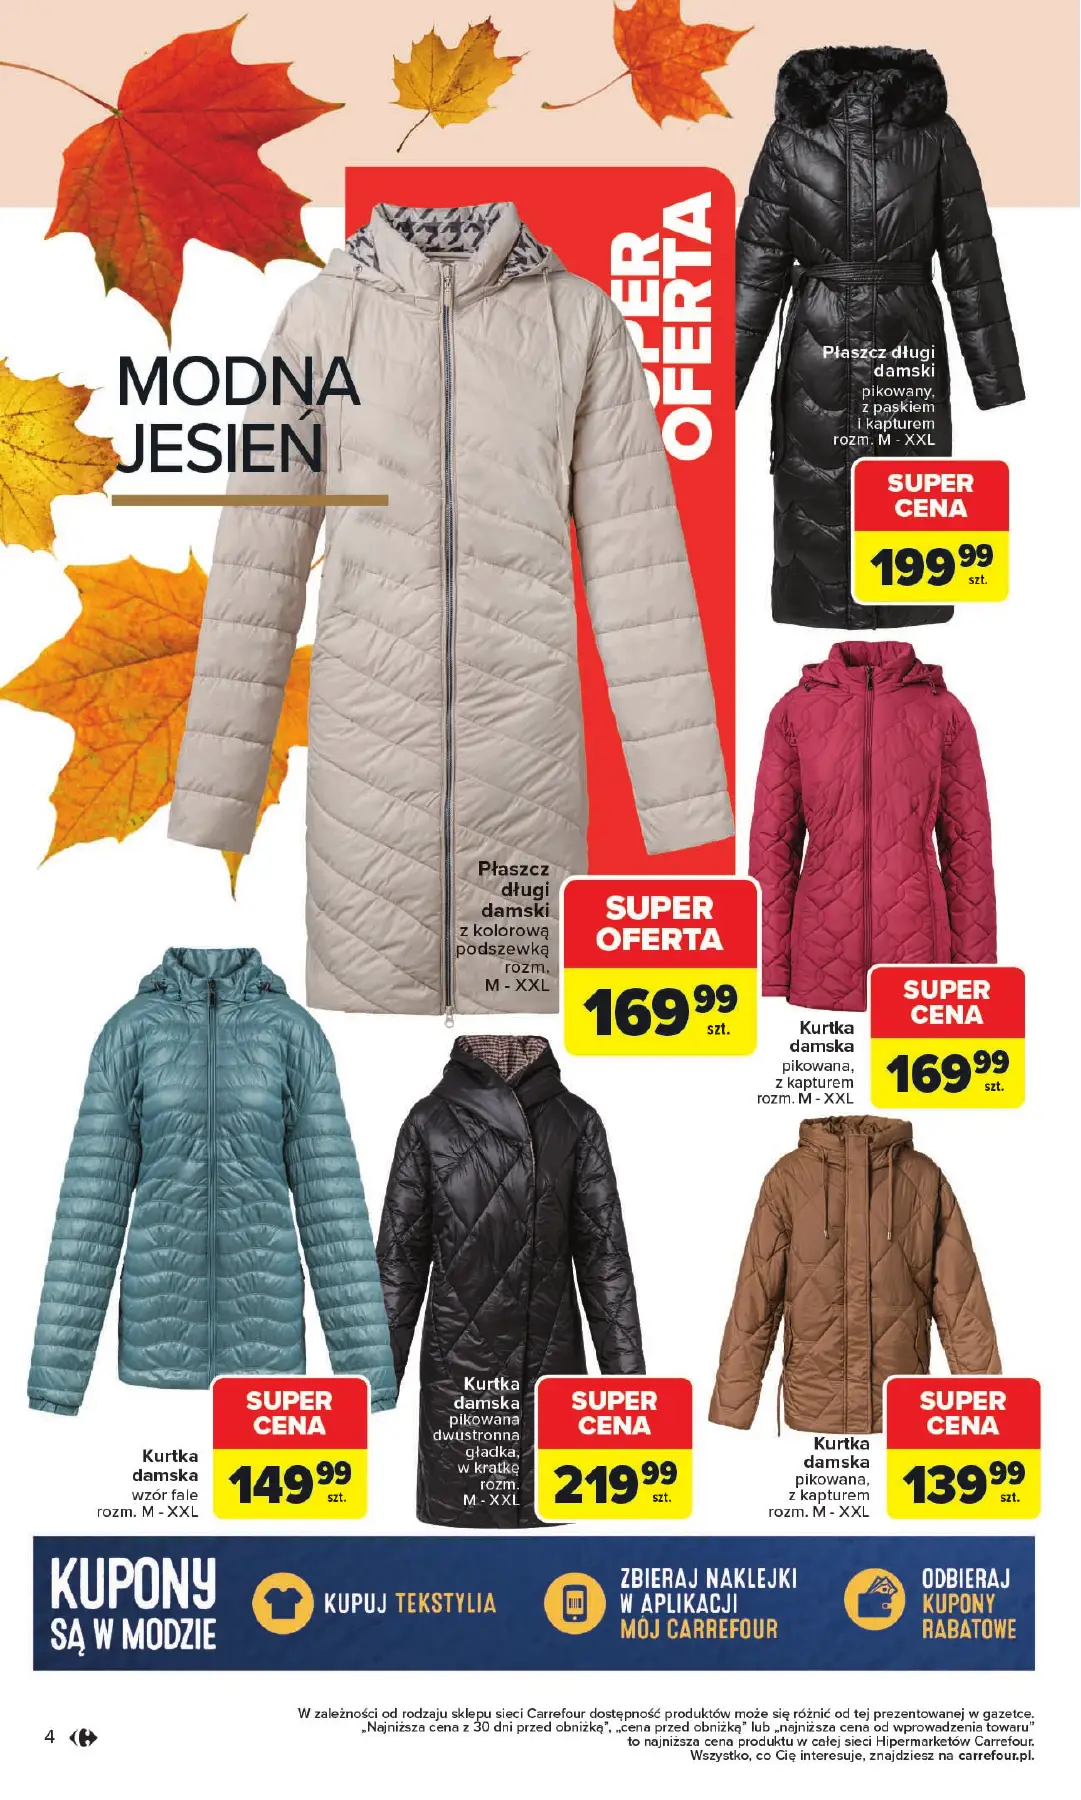 MODNA
JESIEŃ
SUPER
OFERTA
Płaszcz długi
damski
pikowany,
z paskiem
i kapturem
rozm. M - XXL
SUPER
CENA
199 99
szt.
Płaszcz
długi
damski
z kolorową
podszewką
rozm.
M - XXL
SUPER
OFERTA
169 99
szt.
Kurtka
damska
pikowana,
z kapturem
rozm. M - XXL
SUPER
CENA
169 99
szt.
Kurtka
damska
wzór fale
rozm. M - XXL
SUPER
CENA
149 99
szt.
Kurtka
damska
pikowana
dwustronna
gładka,
w kratkę
rozm.
M - XXL
SUPER
CENA
219 99
szt.
Kurtka
damska
pikowana,
z kapturem
rozm. M - XXL
SUPER
CENA
139 99
szt.
KUPONY
SĄ W MODZIE
KUPUJ TEKSTYLIA
ZBIERAJ NAKLEJKI
W APLIKACJI
MÓJ CARREFOUR
ODBIERAJ
KUPONY
RABATOWE
W zależności od rodzaju sklepu sieci Carrefour dostępność produktów może się różnić od tej prezentowanej w gazetce.
„Najniższa cena z 30 dni przed obniżką”, „cena przed obniżką” lub „najniższa cena od wprowadzenia towaru”
to najniższa cena produktu w całej sieci Hipermarketów Carrefour.
Wszystko, co Cię interesuje, znajdziesz na carrefour.pl.
4